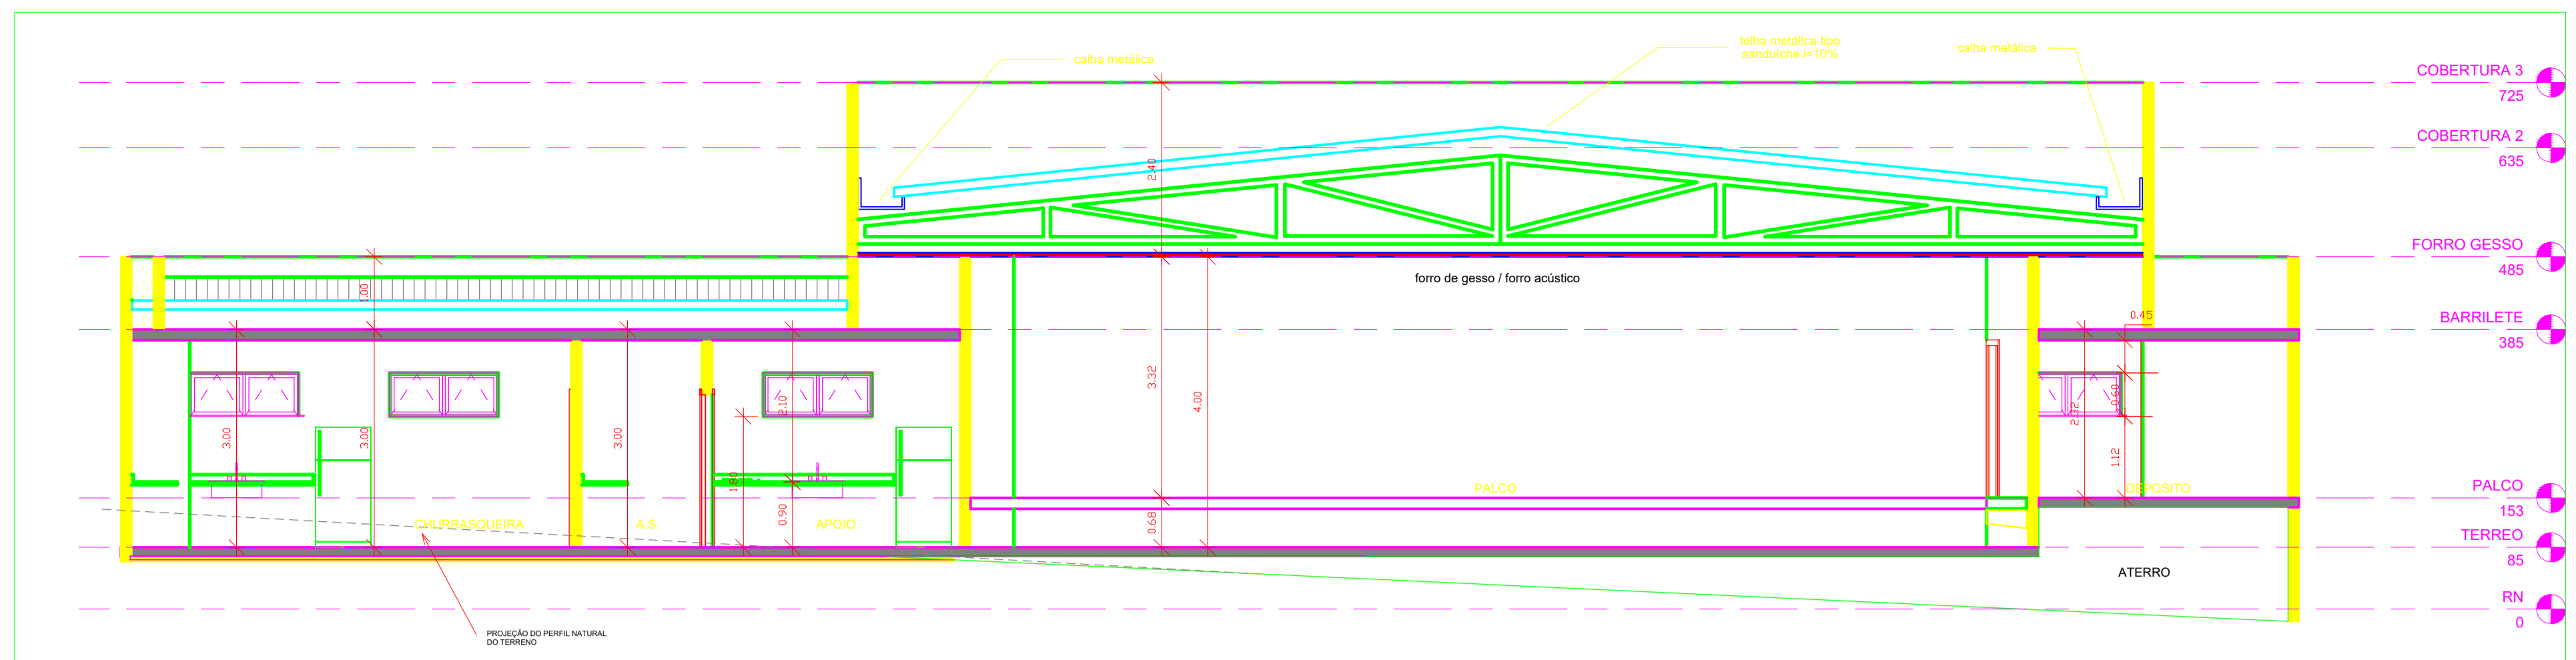 calha metálica
telha metálica tipo
sanduíche i=10%
calha metálica
COBERTURA 3
725
COBERTURA 2
635
2.40
FORRO GESSO
485
forro de gesso / forro acústico
1.00
BARRILETE
385
0.45
3.32
4.00
2.10
0.60
2.32
3.00
3.00
3.00
1.12
1.80
PALCO
DEPOSITO
PALCO
153
CHURRASQUEIRA
A.S.
0.90
APOIO
0.68
TERREO
85
ATERRO
RN
0
PROJEÇÃO DO PERFIL NATURAL
DO TERRENO